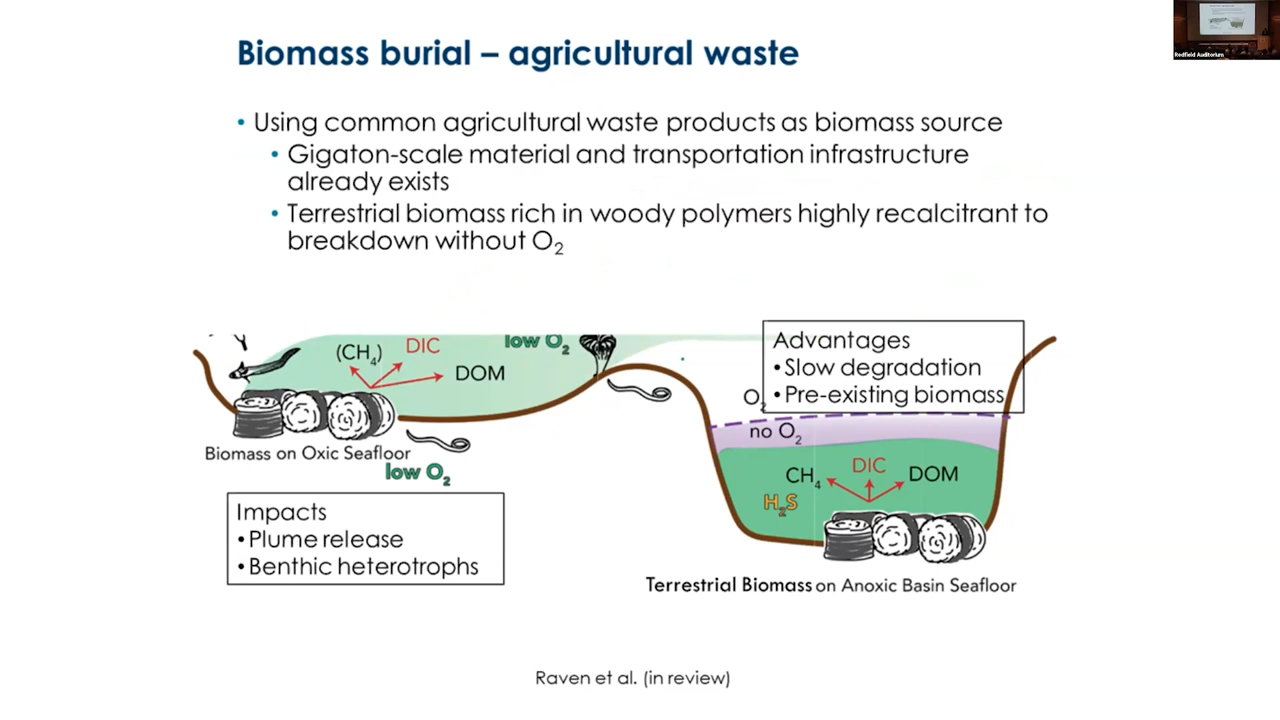 Biomass burial – agricultural waste
• Using common agricultural waste products as biomass source
• Gigaton-scale material and transportation infrastructure
already exists
• Terrestrial biomass rich in woody polymers highly recalcitrant to
breakdown without O₂
(CH₄)
DIC
DOM
low O₂
Biomass on Oxic Seafloor
low O₂
Impacts
• Plume release
• Benthic heterotrophs
Advantages
• Slow degradation
• Pre-existing biomass
O₂
no O₂
CH₄
DIC
DOM
H₂S
Terrestrial Biomass on Anoxic Basin Seafloor
Raven et al. (in review)
Redfield Auditorium